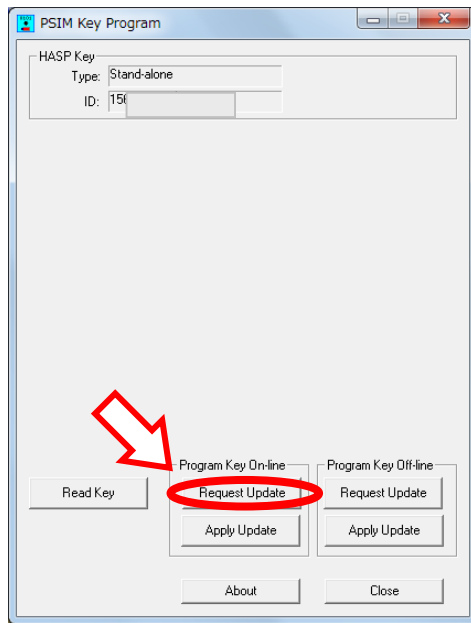 PSIM Key Program
HASP Key
Type: Stand-alone
ID: 150
Program Key On-line
Program Key Off-line
Read Key
Request Update
Request Update
Apply Update
Apply Update
About
Close